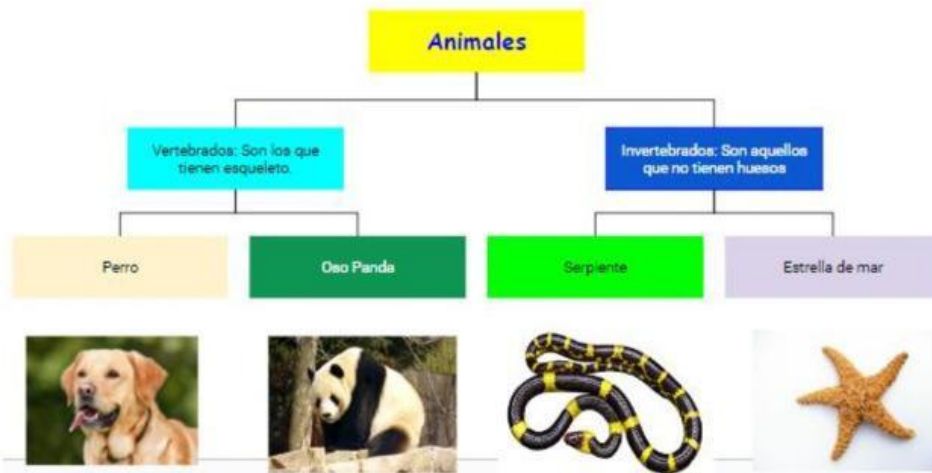 Animales
Vertebrados: Son los que
tienen esqueleto.
Invertebrados: Son aquellos
que no tienen huesos
Perro
Oso Panda
Serpiente
Estrella de mar